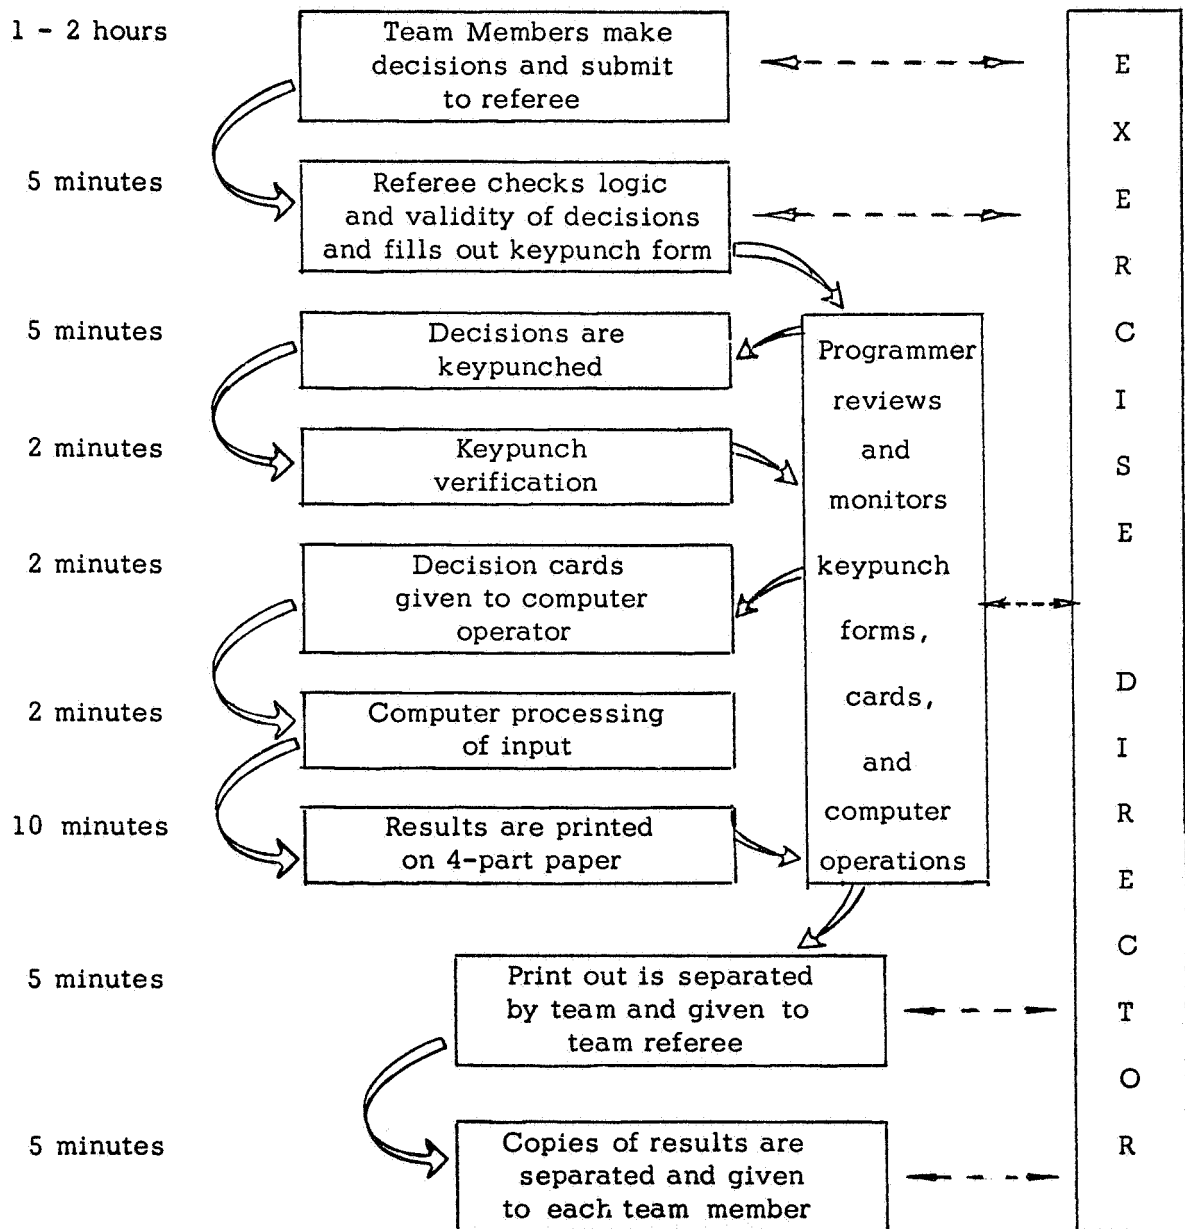 1 - 2 hours
Team Members make
decisions and submit
to referee
5 minutes
Referee checks logic
and validity of decisions
and fills out keypunch form
5 minutes
Decisions are
keypunched
2 minutes
Keypunch
verification
2 minutes
Decision cards
given to computer
operator
2 minutes
Computer processing
of input
10 minutes
Results are printed
on 4-part paper
Programmer
reviews
and
monitors
keypunch
forms,
cards,
and
computer
operations
5 minutes
Print out is separated
by team and given to
team referee
5 minutes
Copies of results are
separated and given
to each team member
E
X
E
R
C
I
S
E
D
I
R
E
C
T
O
R